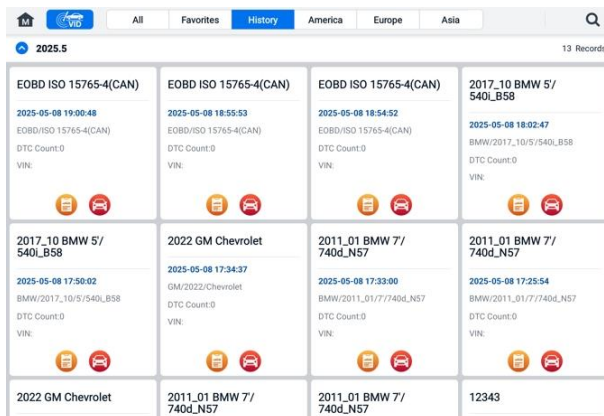 M
VID
All
Favorites
History
America
Europe
Asia
2025.5
13 Records
EOBD ISO 15765-4(CAN)
2025-05-08 19:00:48
EOBD/ISO 15765-4(CAN)
DTC Count:0
VIN:
EOBD ISO 15765-4(CAN)
2025-05-08 18:55:53
EOBD/ISO 15765-4(CAN)
DTC Count:0
VIN:
EOBD ISO 15765-4(CAN)
2025-05-08 18:54:52
EOBD/ISO 15765-4(CAN)
DTC Count:0
VIN:
2017_10 BMW 5'/
540i_B58
2025-05-08 18:02:47
BMW/2017_10/5'/540i_B58
DTC Count:0
VIN:
2017_10 BMW 5'/
540i_B58
2025-05-08 17:50:02
BMW/2017_10/5'/540i_B58
DTC Count:0
VIN:
2022 GM Chevrolet
2025-05-08 17:34:37
GM/2022/Chevrolet
DTC Count:0
VIN:
2011_01 BMW 7'/
740d_N57
2025-05-08 17:33:00
BMW/2011_01/7'/740d_N57
DTC Count:0
VIN:
2011_01 BMW 7'/
740d_N57
2025-05-08 17:25:54
BMW/2011_01/7'/740d_N57
DTC Count:0
VIN:
2022 GM Chevrolet
2011_01 BMW 7'/
740d_N57
2011_01 BMW 7'/
740d_N57
12343